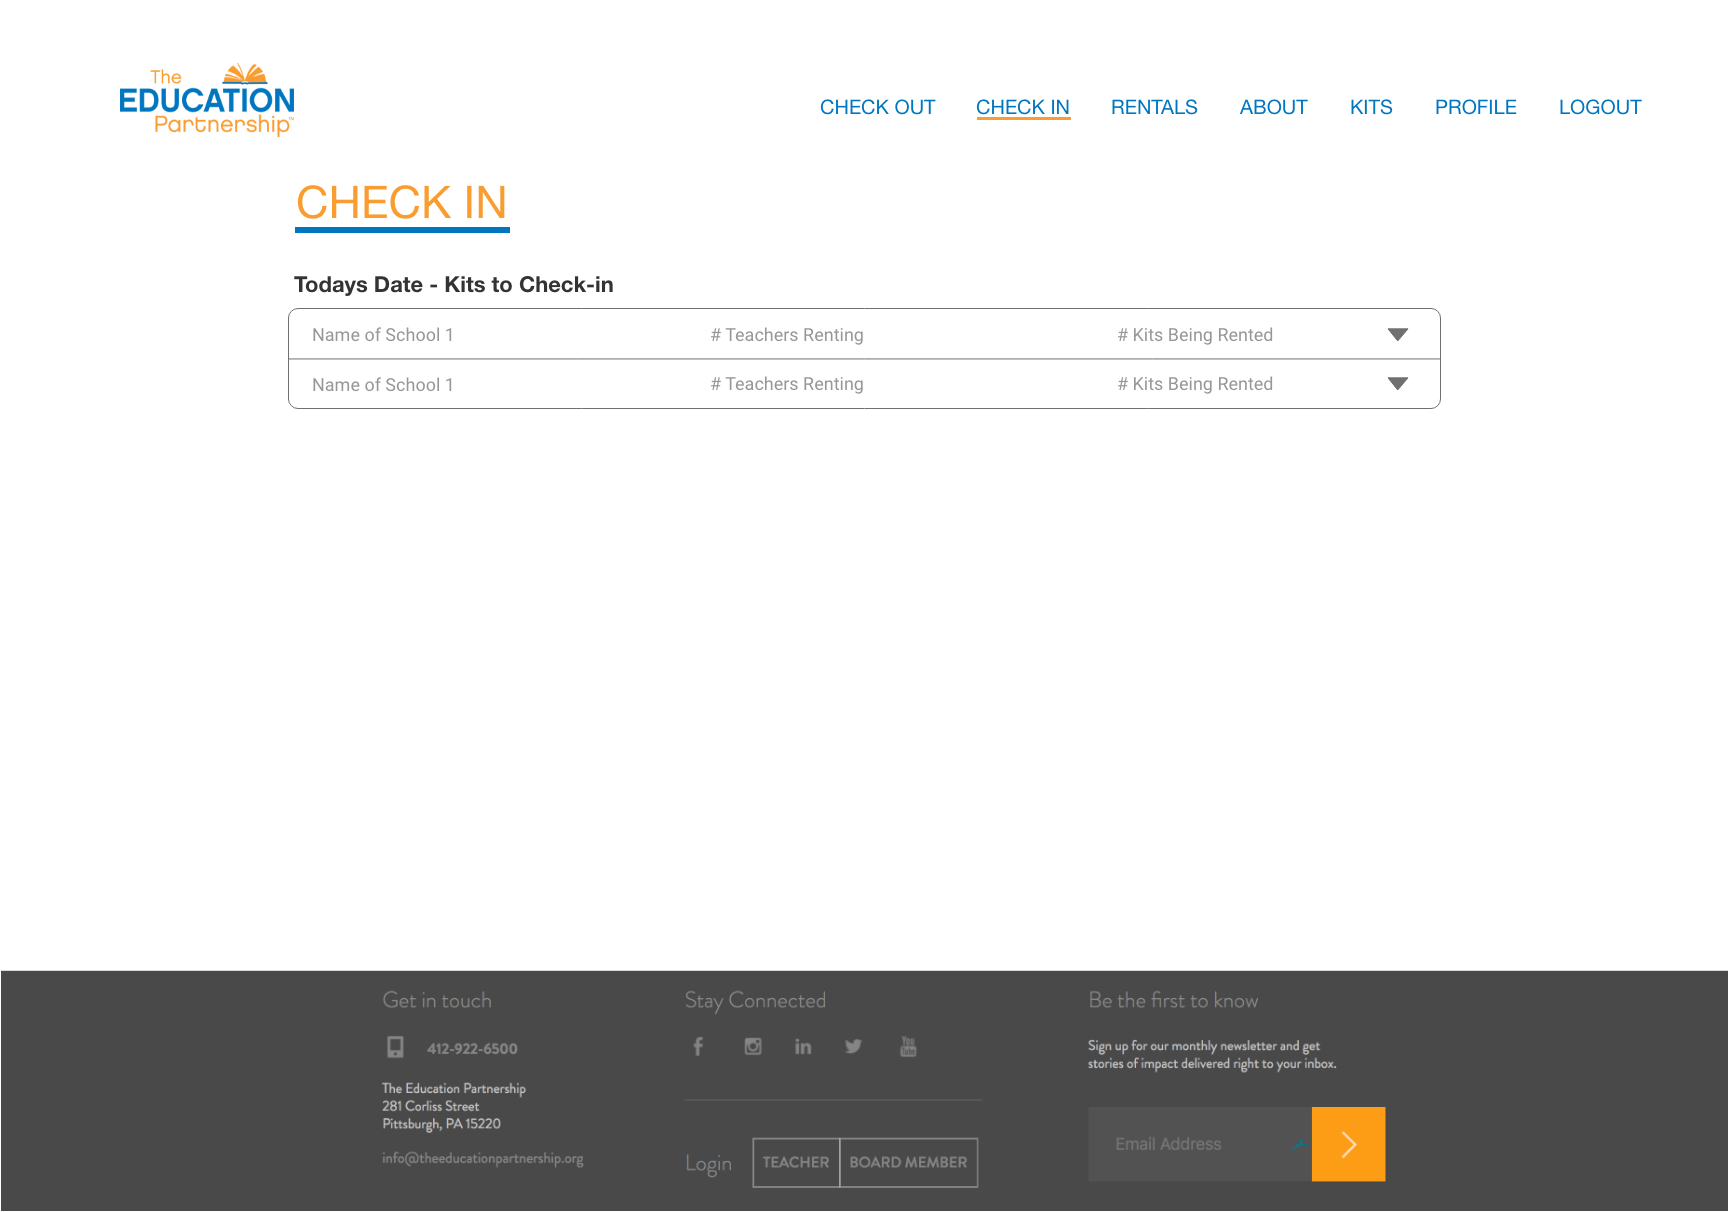 The
EDUCATION
Partnership™
CHECK OUT CHECK IN RENTALS ABOUT KITS PROFILE LOGOUT
CHECK IN
Todays Date - Kits to Check-in
Name of School 1 # Teachers Renting # Kits Being Rented
Name of School 1 # Teachers Renting # Kits Being Rented
Get in touch
412-922-6500
The Education Partnership
281 Corliss Street
Pittsburgh, PA 15220
info@theeducationpartnership.org
Stay Connected
f in You Tube
Login TEACHER BOARD MEMBER
Be the first to know
Sign up for our monthly newsletter and get
stories of impact delivered right to your inbox.
Email Address